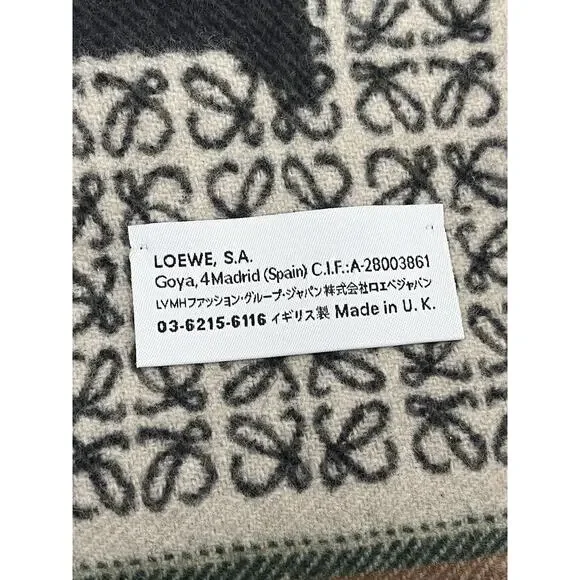 LOEWE, S.A.
Goya, 4 Madrid (Spain) C.I.F.: A-28003861
LVMHファッション・グループ・ジャパン株式会社ロエベジャパン
03-6215-6116 イギリス製 Made in U. K.